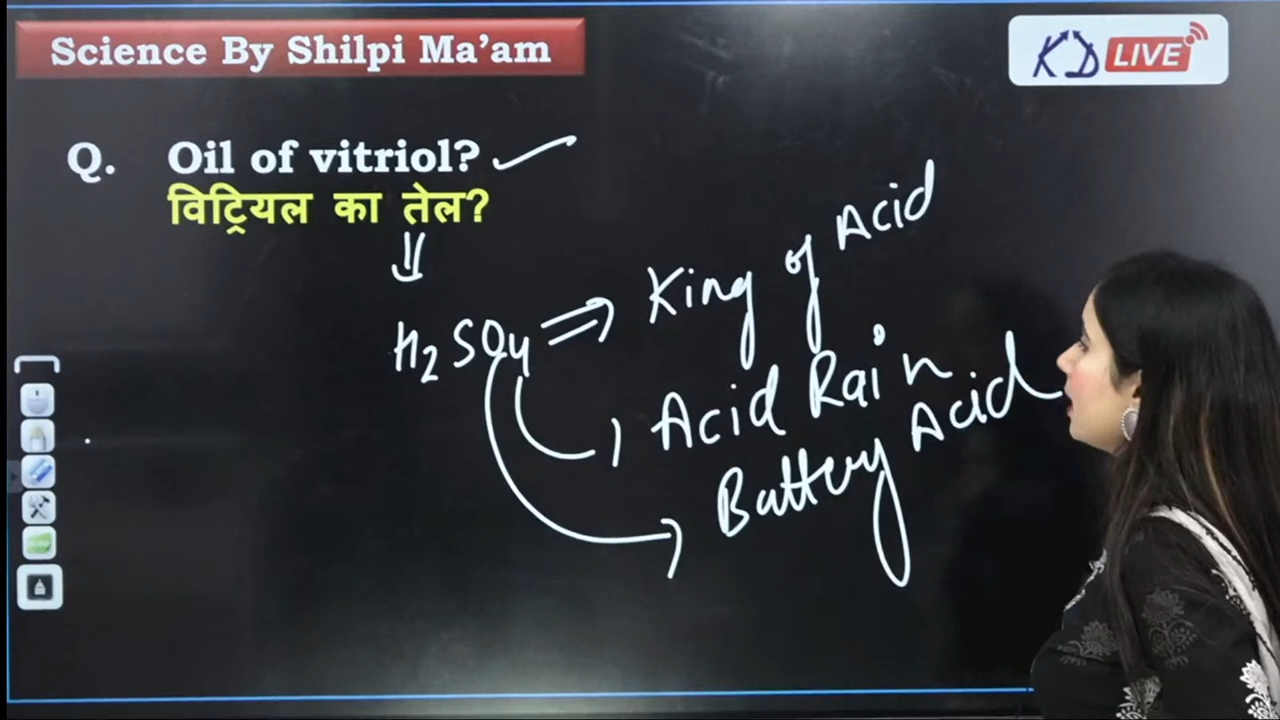 Science By Shilpi Ma’am
KD LIVE
Q. Oil of vitriol?
विट्रियल का तेल?
H2SO4 ⇒ King of Acid
Acid Rain
Battery Acid